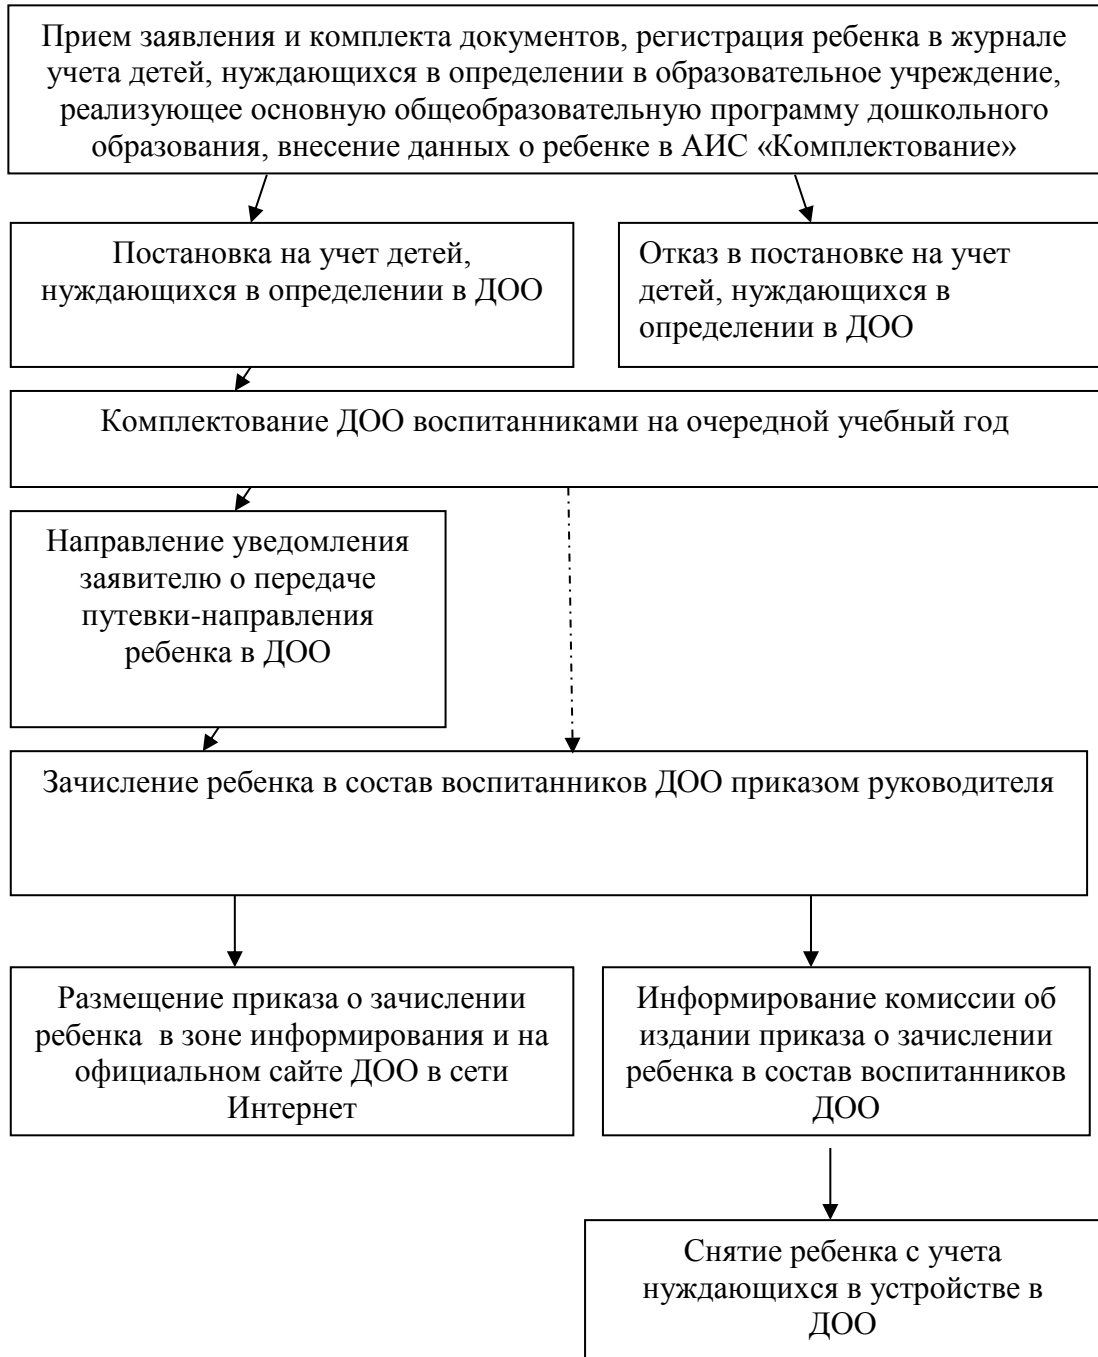 Прием заявления и комплекта документов, регистрация ребенка в журнале
учета детей, нуждающихся в определении в образовательное учреждение,
реализующее основную общеобразовательную программу дошкольного
образования, внесение данных о ребенке в АИС «Комплектование»
Постановка на учет детей,
нуждающихся в определении в ДОО
Отказ в постановке на учет
детей, нуждающихся в
определении в ДОО
Комплектование ДОО воспитанниками на очередной учебный год
Направление уведомления
заявителю о передаче
путевки-направления
ребенка в ДОО
Зачисление ребенка в состав воспитанников ДОО приказом руководителя
Размещение приказа о зачислении
ребенка в зоне информирования и на
официальном сайте ДОО в сети
Интернет
Информирование комиссии об
издании приказа о зачислении
ребенка в состав воспитанников
ДОО
Снятие ребенка с учета
нуждающихся в устройстве в
ДОО